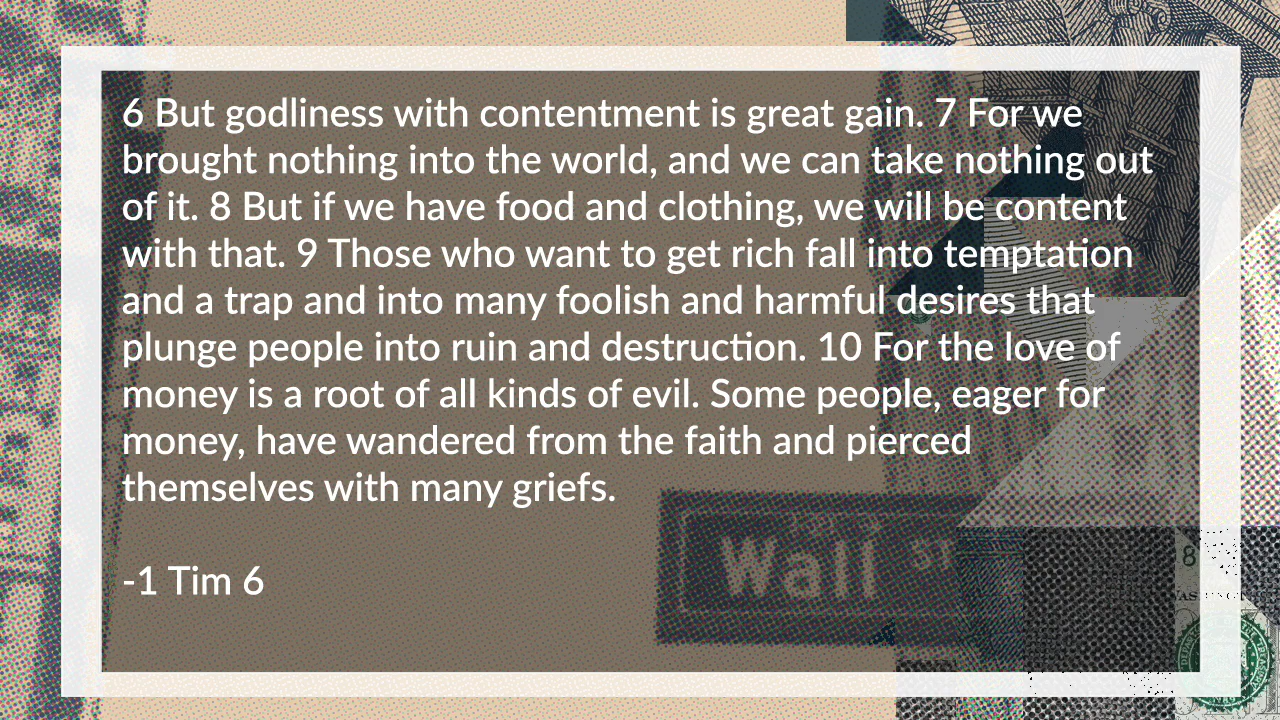 6 But godliness with contentment is great gain. 7 For we
brought nothing into the world, and we can take nothing out
of it. 8 But if we have food and clothing, we will be content
with that. 9 Those who want to get rich fall into temptation
and a trap and into many foolish and harmful desires that
plunge people into ruin and destruction. 10 For the love of
money is a root of all kinds of evil. Some people, eager for
money, have wandered from the faith and pierced
themselves with many griefs.
-1 Tim 6
Wall ST
8